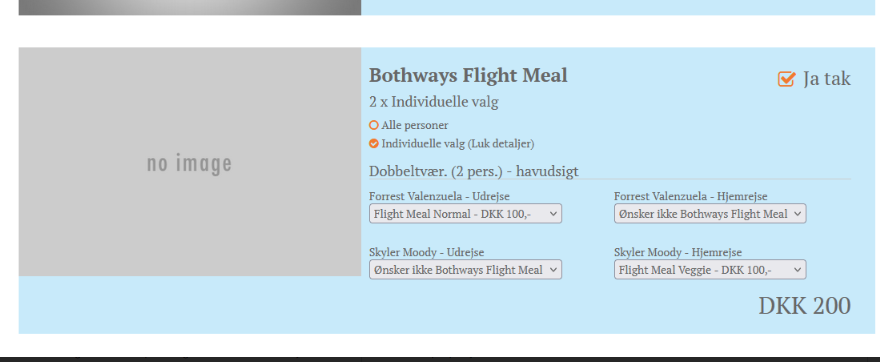 no image
Bothways Flight Meal
Ja tak
2 x Individuelle valg
Alle personer
Individuelle valg (Luk detaljer)
Dobbeltvær. (2 pers.) - havudsigt
Forrest Valenzuela - Udrejse
Forrest Valenzuela - Hjemrejse
Flight Meal Normal - DKK 100,-
Ønsker ikke Bothways Flight Meal
Skyler Moody - Udrejse
Skyler Moody - Hjemrejse
Ønsker ikke Bothways Flight Meal
Flight Meal Veggie - DKK 100,-
DKK 200